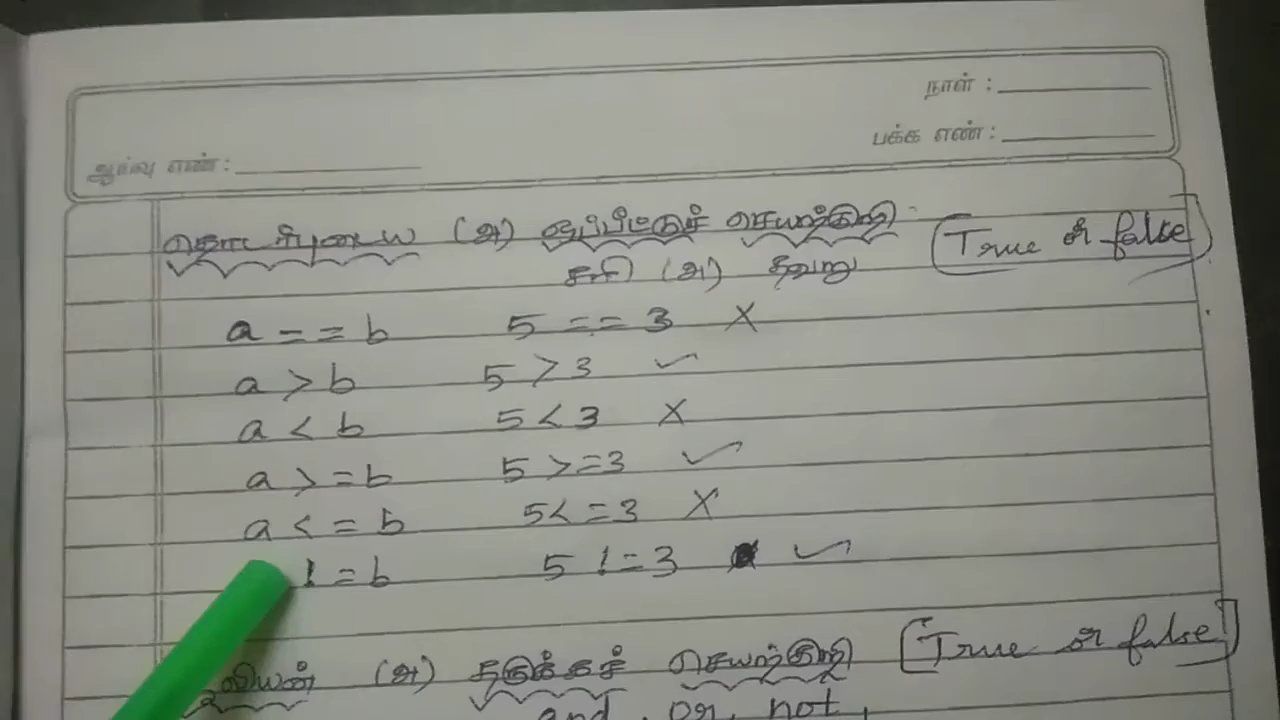 நாள் :
பக்க எண் :
ஆய்வு எண் :
தொடர்புடைய (அ) ஒப்பீட்டுச் செயற்குறி - [True or false]
சரி (அ) தவறு
a == b 5 == 3 X
a > b 5 > 3 ✓
a < b 5 < 3 X
a >= b 5 >= 3 ✓
a <= b 5 <= 3 X
!= b 5 != 3 ✓
(அ) தருக்கச் செயற்குறி [True or false]
and, or, not,